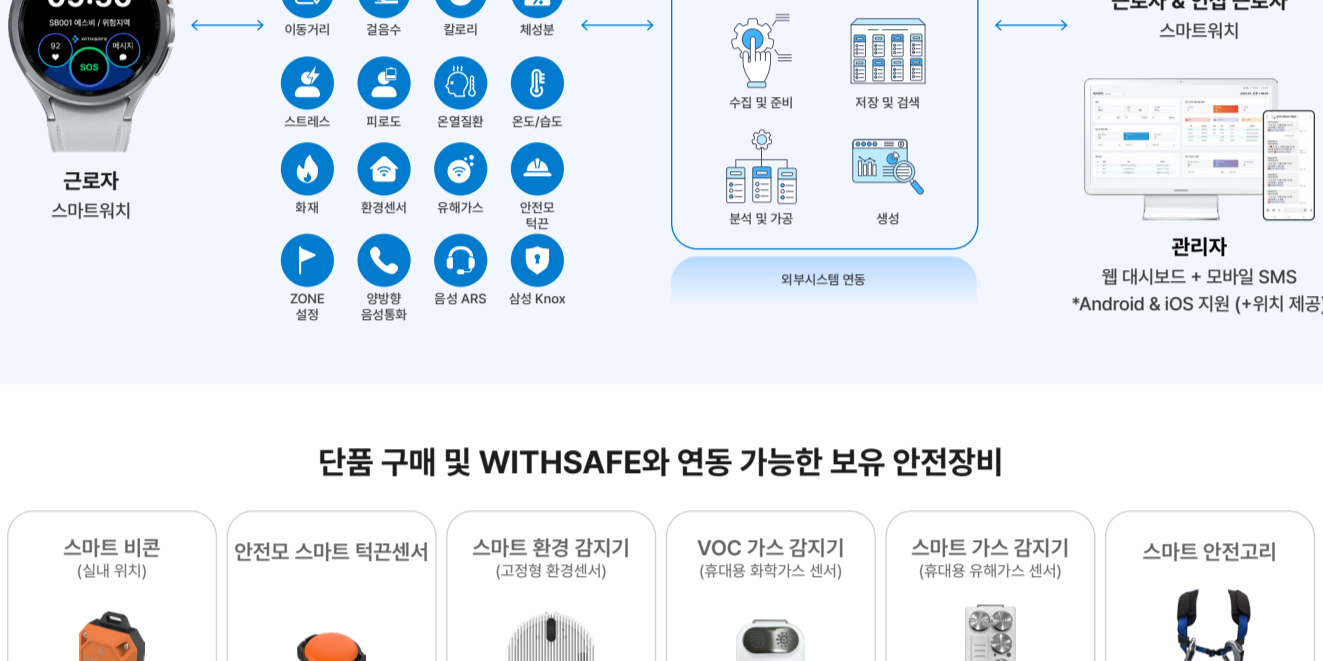 SB001 에스비 / 위험지역
92
WITHSAFE
메시지
SOS
근로자
스마트워치
이동거리
걸음수
칼로리
체성분
스트레스
피로도
온열질환
온도/습도
화재
환경센서
유해가스
안전모
턱끈
ZONE
설정
양방향
음성통화
음성 ARS
삼성 Knox
수집 및 준비
저장 및 검색
분석 및 가공
생성
외부시스템 연동
근로자 & 인접 근로자
스마트워치
관리자
웹 대시보드 + 모바일 SMS
*Android & iOS 지원 (+위치 제공)
단품 구매 및 WITHSAFE와 연동 가능한 보유 안전장비
스마트 비콘
(실내 위치)
안전모 스마트 턱끈센서
스마트 환경 감지기
(고정형 환경센서)
VOC 가스 감지기
(휴대용 화학가스 센서)
스마트 가스 감지기
(휴대용 유해가스 센서)
스마트 안전고리